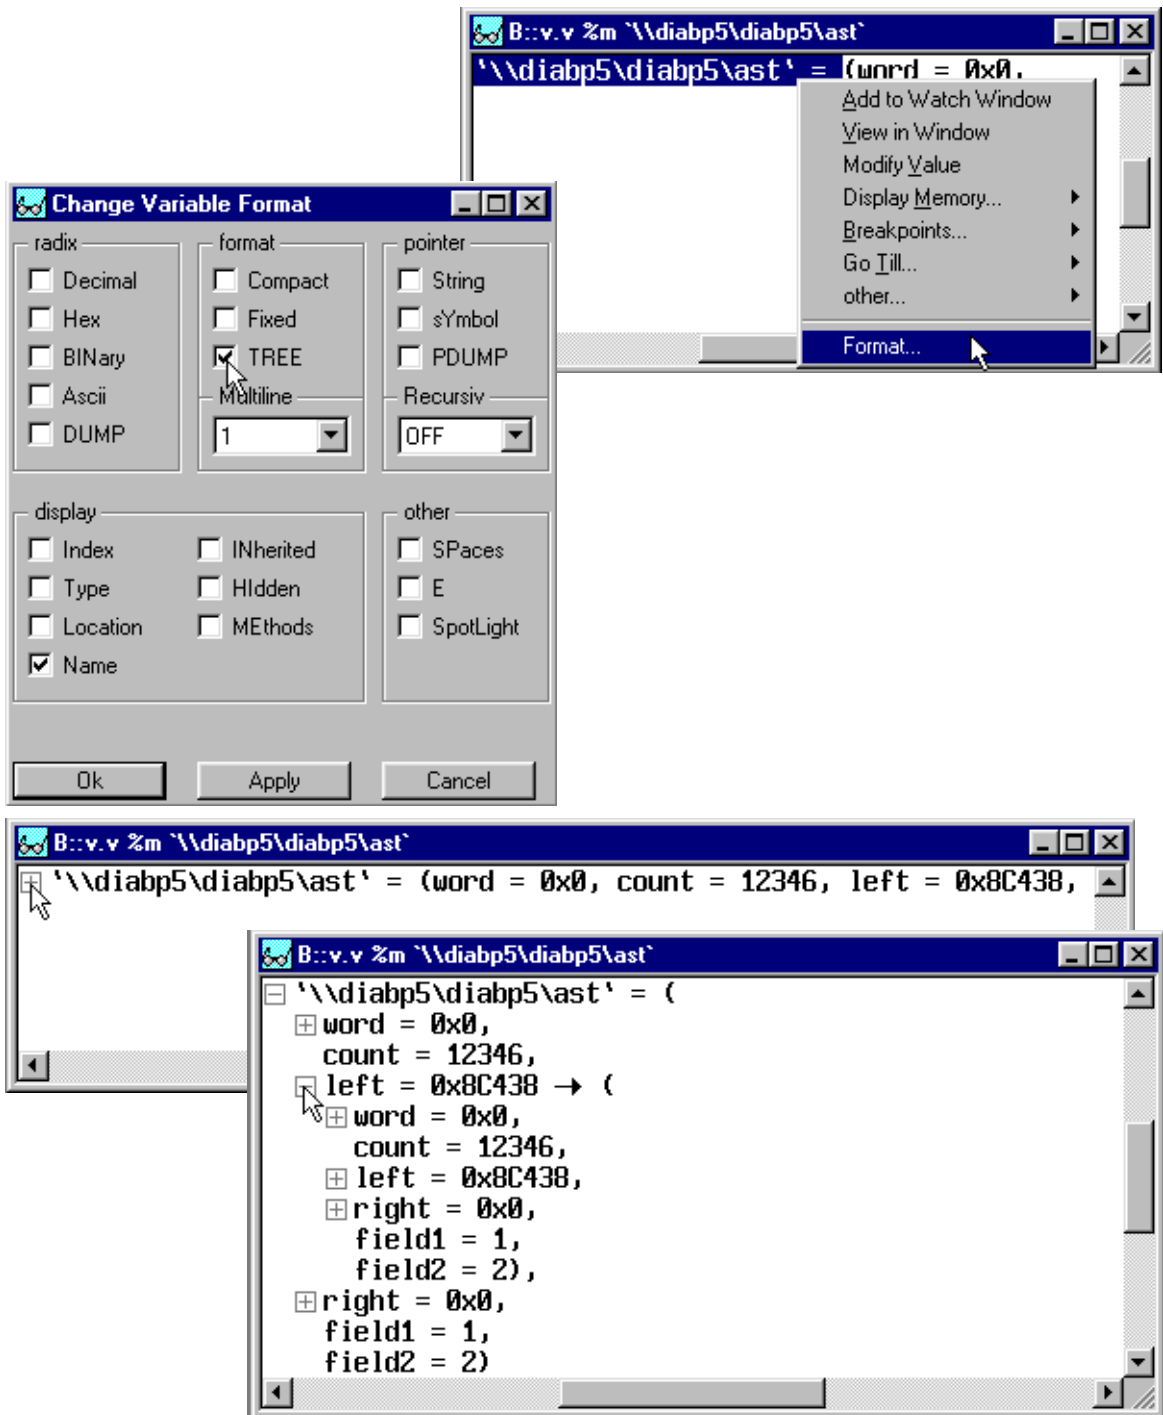 B::v.v %m `\\diabp5\diabp5\ast`
'\\diabp5\diabp5\ast' = (word = 0x0,
Add to Watch Window
View in Window
Modify Value
Display Memory...
Breakpoints...
Go Till...
other...
Format...
Change Variable Format
radix
Decimal
Hex
BINary
Ascii
DUMP
format
Compact
Fixed
TREE
Multiline
1
pointer
String
sYmbol
PDUMP
Recursiv
OFF
display
Index
Type
Location
Name
INherited
HIdden
MEthods
other
SPaces
E
SpotLight
Ok
Apply
Cancel
B::v.v %m `\\diabp5\diabp5\ast`
'\\diabp5\diabp5\ast' = (word = 0x0, count = 12346, left = 0x8C438,
B::v.v %m `\\diabp5\diabp5\ast`
'\\diabp5\diabp5\ast' = (
word = 0x0,
count = 12346,
left = 0x8C438 → (
word = 0x0,
count = 12346,
left = 0x8C438,
right = 0x0,
field1 = 1,
field2 = 2),
right = 0x0,
field1 = 1,
field2 = 2)